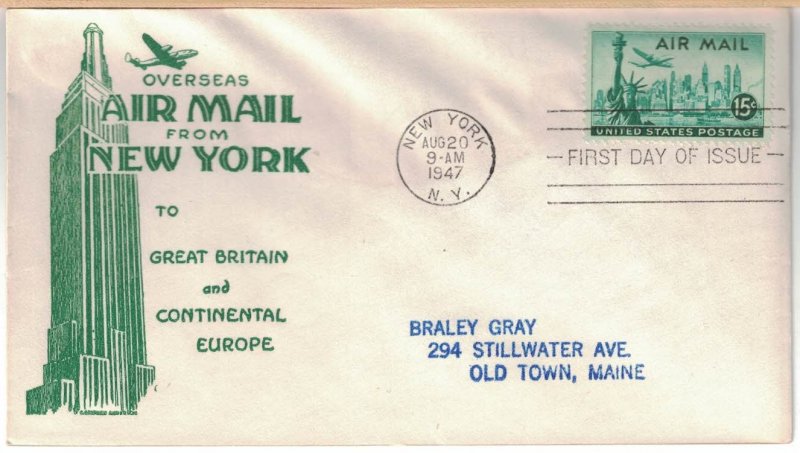 OVERSEAS
AIR MAIL
FROM
NEW YORK
TO
GREAT BRITAIN
and
CONTINENTAL
EUROPE
NEW YORK
AUG 20
9-AM
1947
N. Y.
AIR MAIL
15¢
UNITED STATES POSTAGE
FIRST DAY OF ISSUE
BRALEY GRAY
294 STILLWATER AVE.
OLD TOWN, MAINE